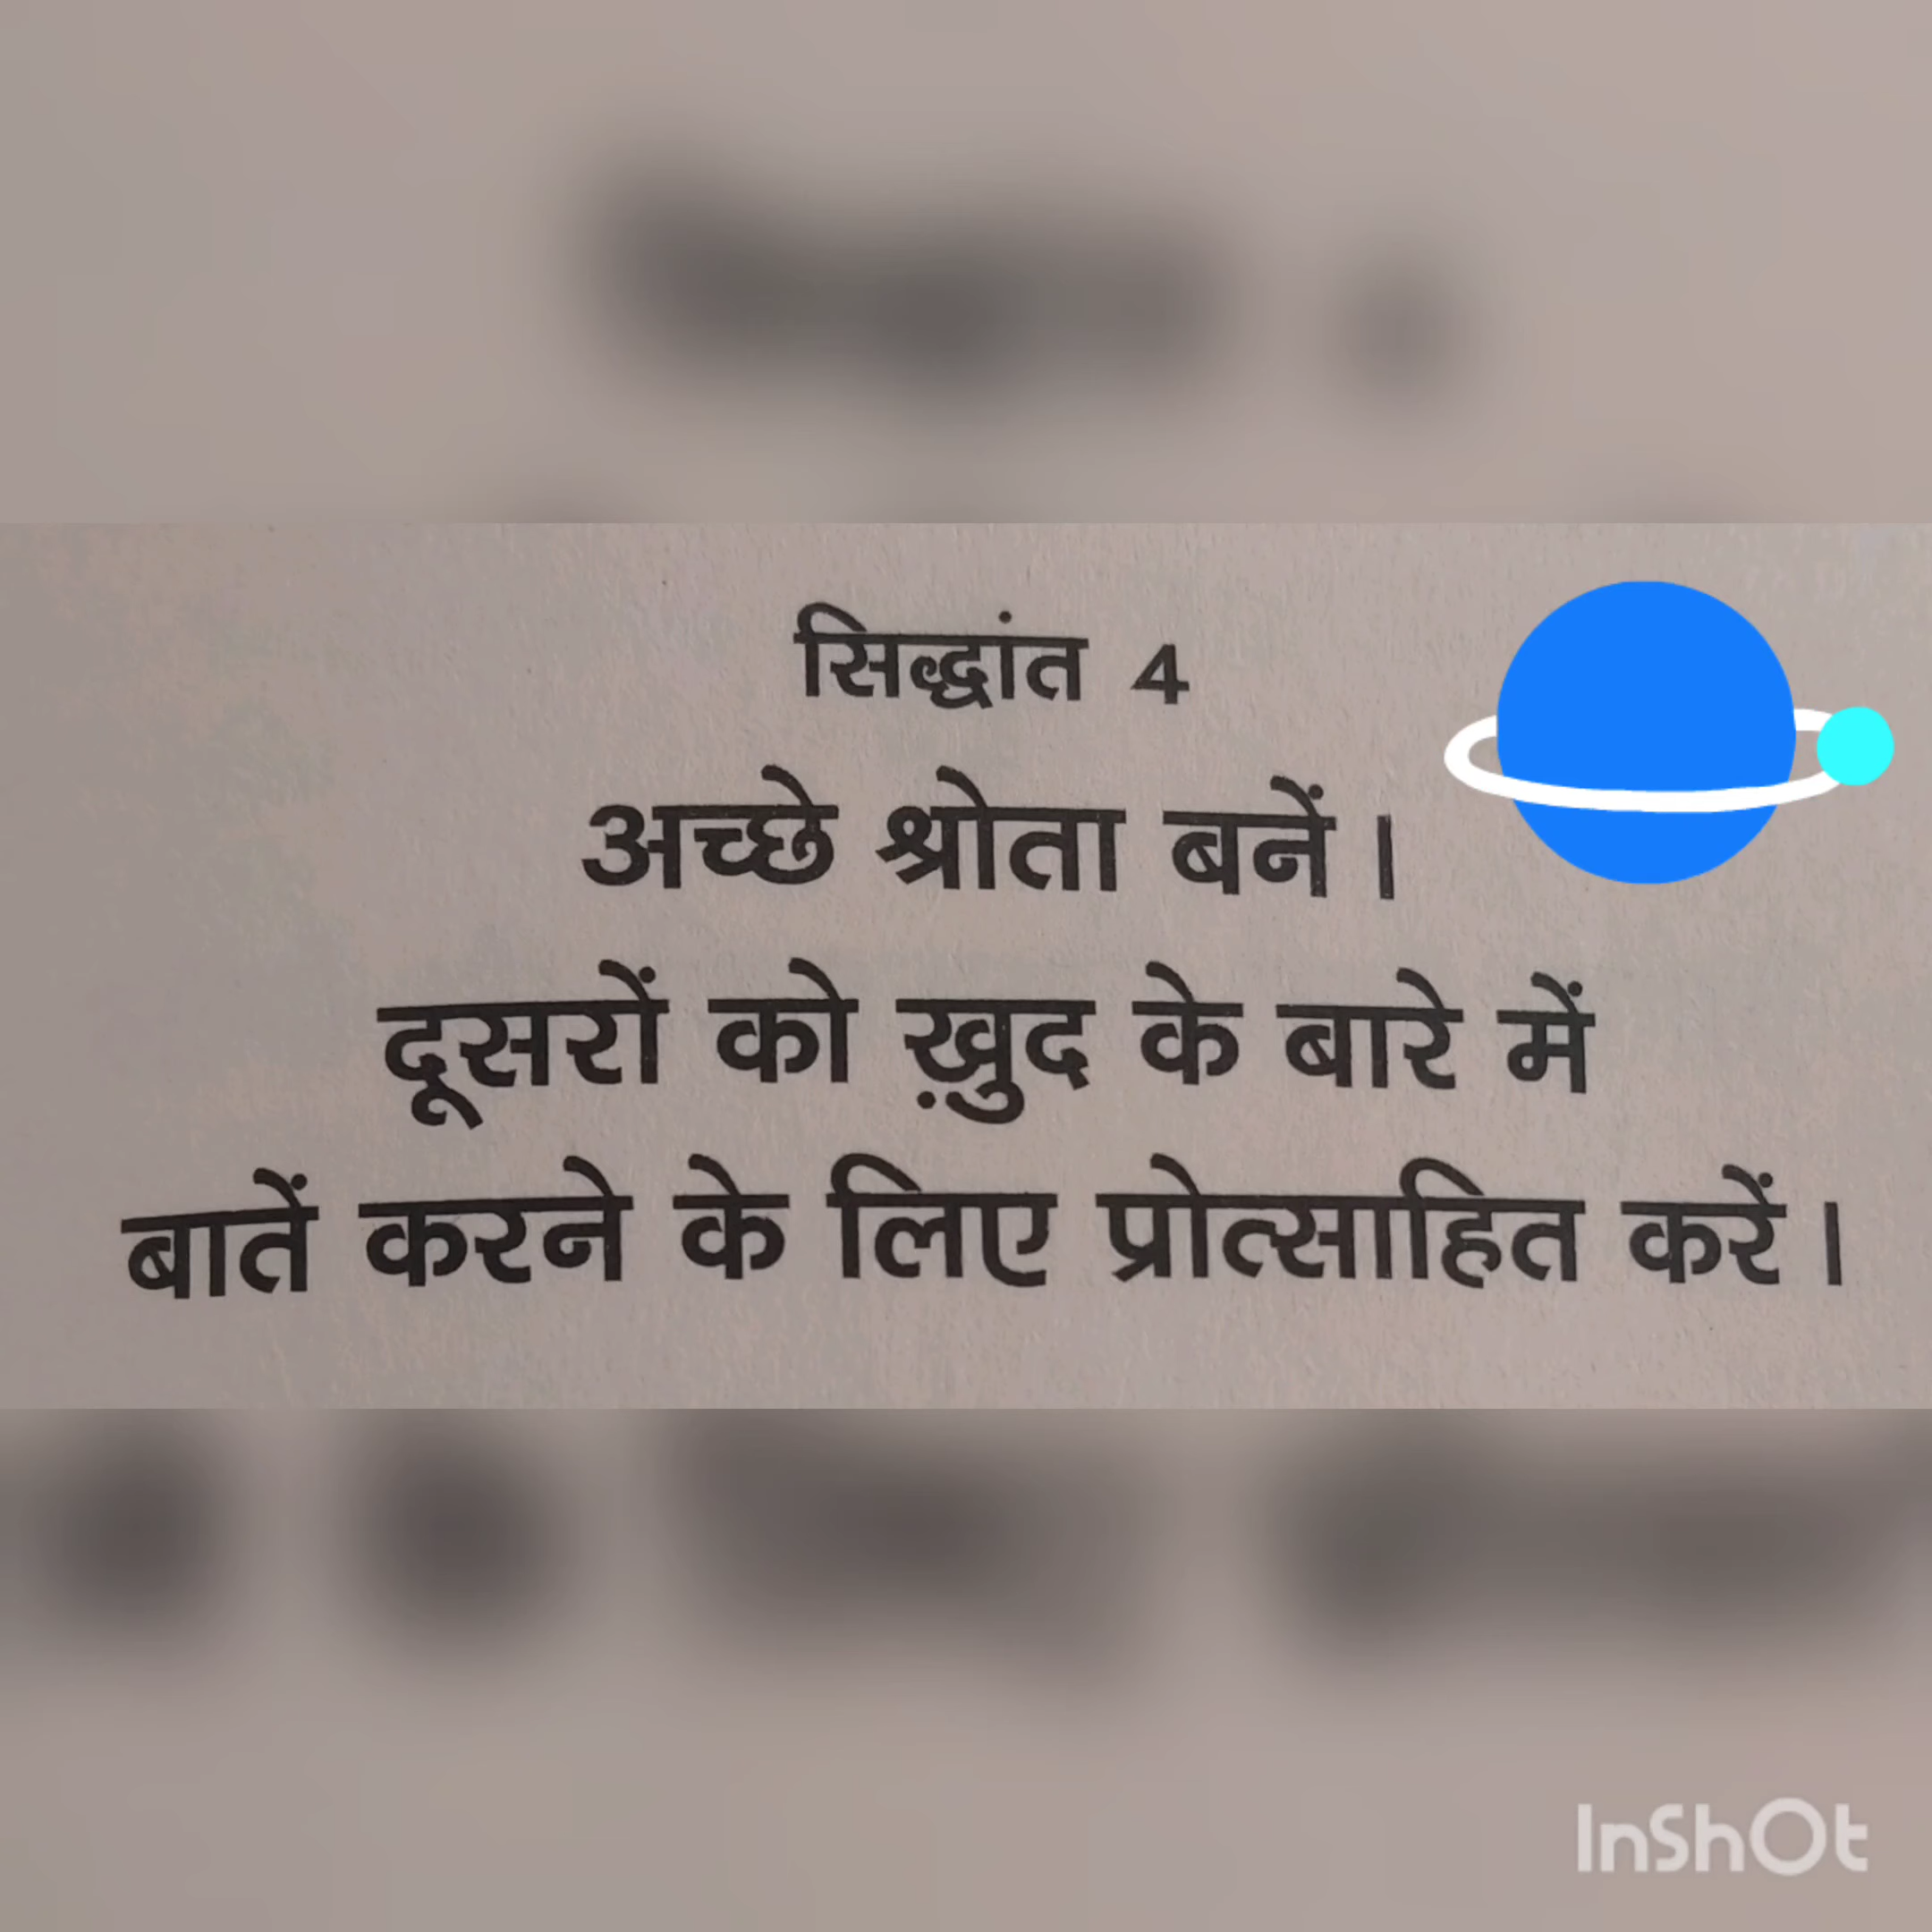 सिद्धांत 4
अच्छे श्रोता बनें।
दूसरों को ख़ुद के बारे में
बातें करने के लिए प्रोत्साहित करें।
InShOt